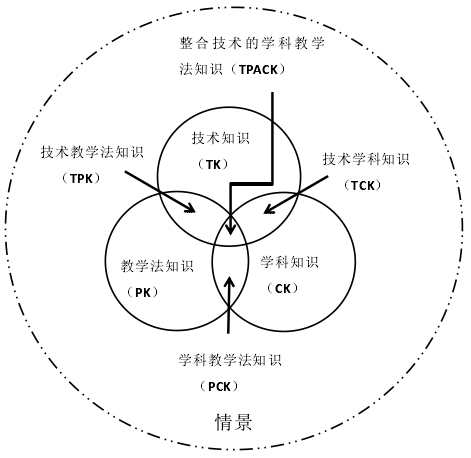 整合技术的学科教学
法知识（TPACK）
技术知识
（TK）
技术教学法知识
（TPK）
技术学科知识
（TCK）
教学法知识
（PK）
学科知识
（CK）
学科教学法知识
（PCK）
情景